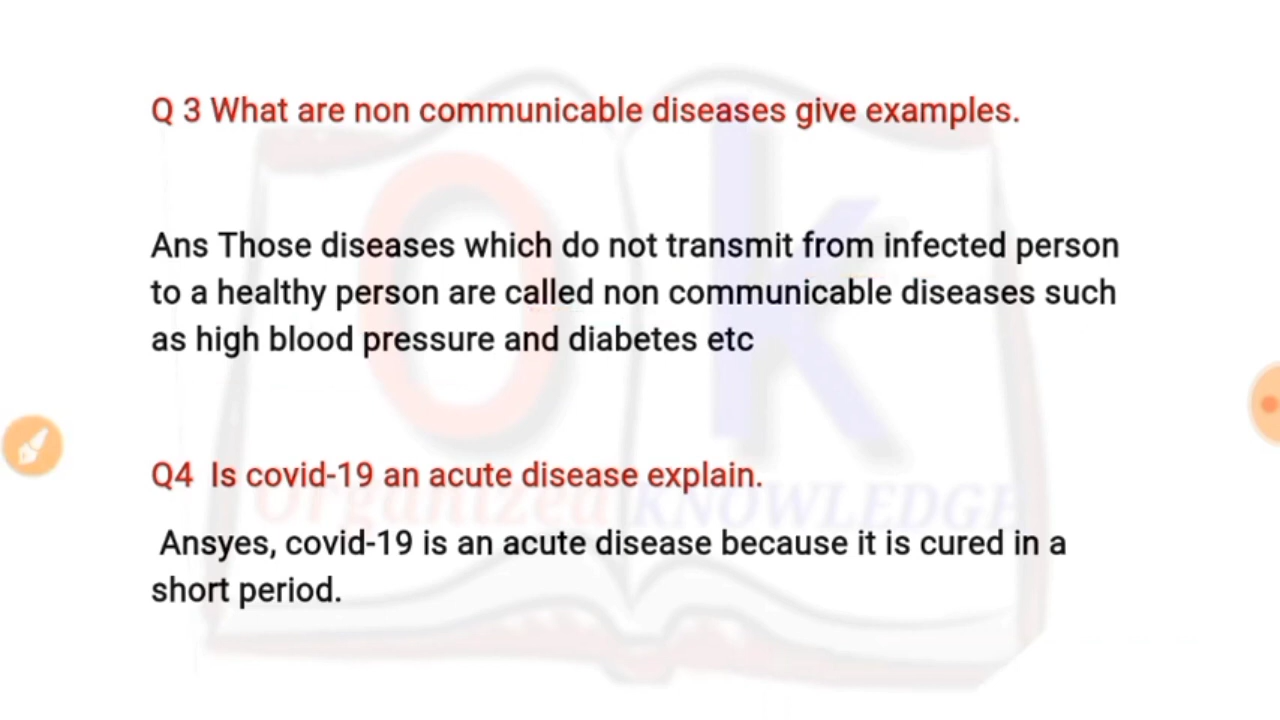 Q 3 What are non communicable diseases give examples.
Ans Those diseases which do not transmit from infected person
to a healthy person are called non communicable diseases such
as high blood pressure and diabetes etc
Q4 Is covid-19 an acute disease explain.
Ansyes, covid-19 is an acute disease because it is cured in a
short period.
O k
Organized KNOWLEDGE